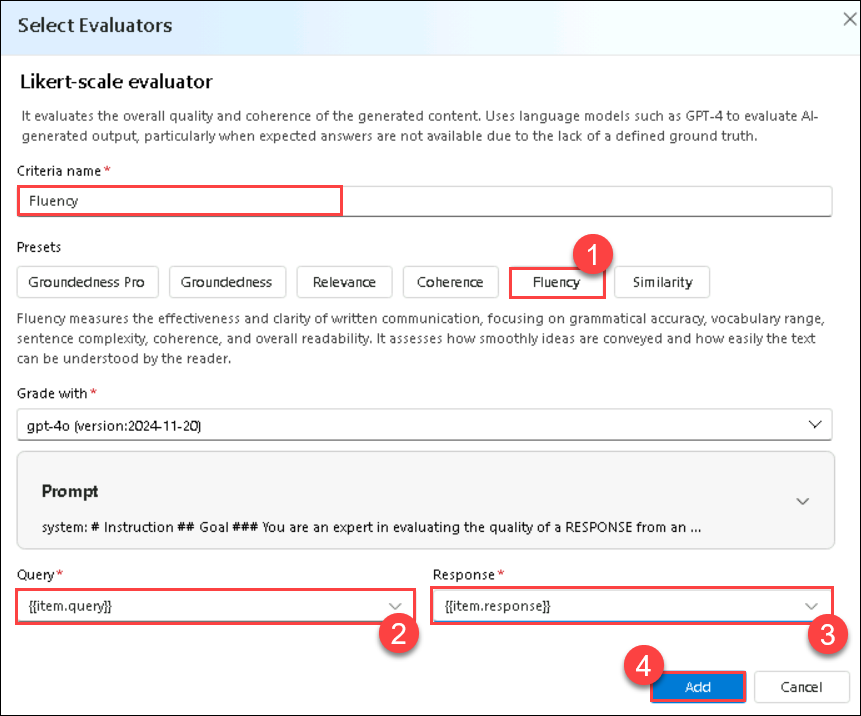 Select Evaluators
Likert-scale evaluator
It evaluates the overall quality and coherence of the generated content. Uses language models such as GPT-4 to evaluate AI-
generated output, particularly when expected answers are not available due to the lack of a defined ground truth.
Criteria name *
Fluency
Presets
1
Groundedness Pro Groundedness Relevance Coherence Fluency Similarity
Fluency measures the effectiveness and clarity of written communication, focusing on grammatical accuracy, vocabulary range,
sentence complexity, coherence, and overall readability. It assesses how smoothly ideas are conveyed and how easily the text
can be understood by the reader.
Grade with *
gpt-4o (version:2024-11-20)
Prompt
system: # Instruction ## Goal ### You are an expert in evaluating the quality of a RESPONSE from an ...
Query * Response *
{{item.query}} {{item.response}}
2 3
4
Add Cancel